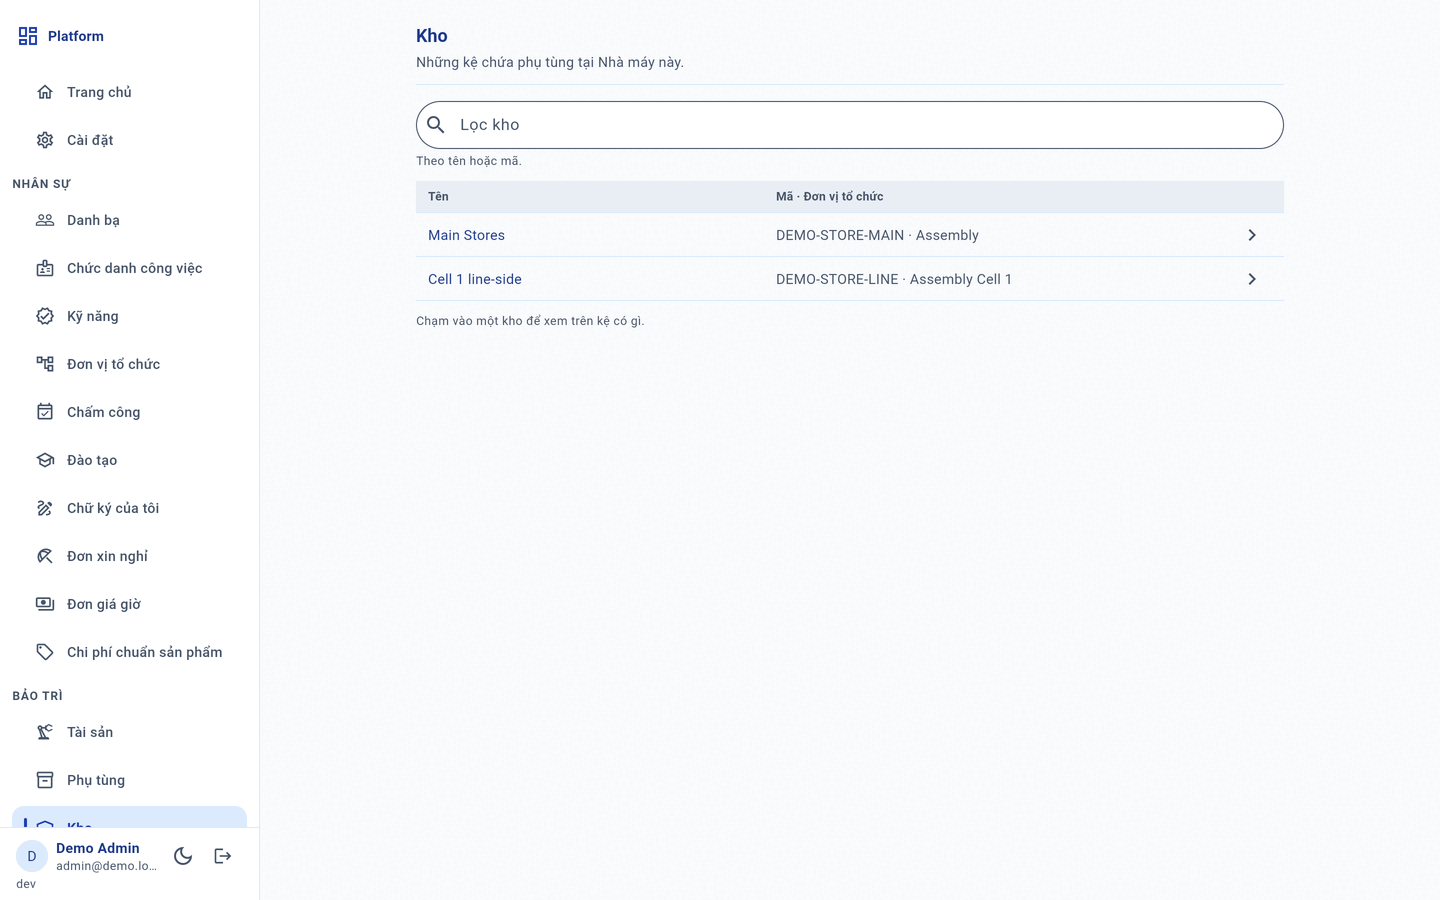 Platform
Trang chủ
Cài đặt
NHÂN SỰ
Danh bạ
Chức danh công việc
Kỹ năng
Đơn vị tổ chức
Chấm công
Đào tạo
Chữ ký của tôi
Đơn xin nghỉ
Đơn giá giờ
Chi phí chuẩn sản phẩm
BẢO TRÌ
Tài sản
Phụ tùng
Kho
D
Demo Admin
admin@demo.lo...
dev
Kho
Những kệ chứa phụ tùng tại Nhà máy này.
Lọc kho
Theo tên hoặc mã.
Tên Mã · Đơn vị tổ chức
Main Stores DEMO-STORE-MAIN · Assembly
Cell 1 line-side DEMO-STORE-LINE · Assembly Cell 1
Chạm vào một kho để xem trên kệ có gì.